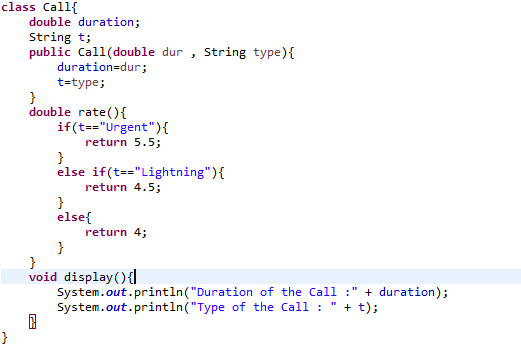 class Call{
    double duration;
    String t;
    public Call(double dur , String type){
        duration=dur;
        t=type;
    }
    double rate(){
        if(t=="Urgent"){
            return 5.5;
        }
        else if(t=="Lightning"){
            return 4.5;
        }
        else{
            return 4;
        }
    }
    void display(){
        System.out.println("Duration of the Call :" + duration);
        System.out.println("Type of the Call : " + t);
    }
}